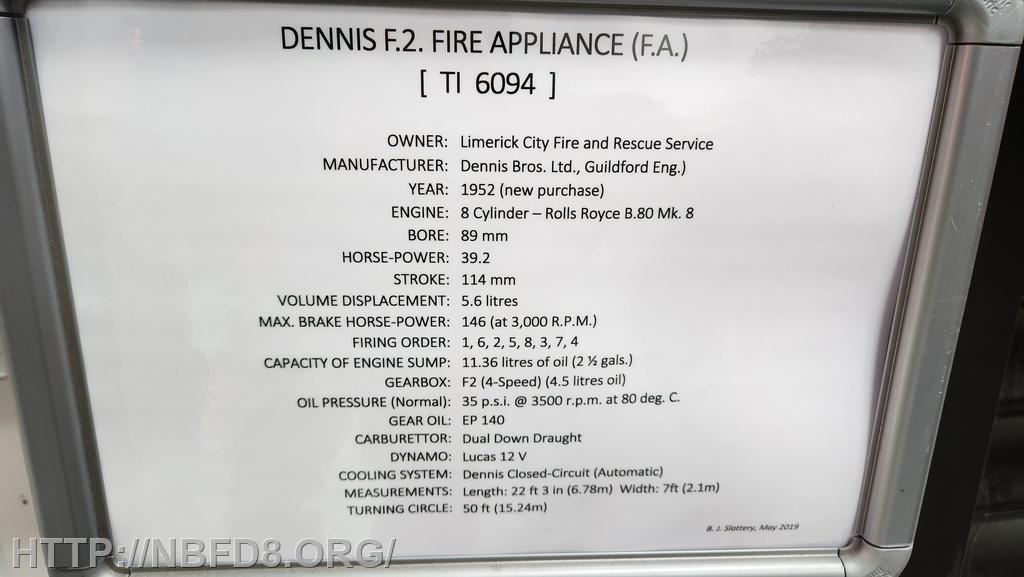 DENNIS F.2. FIRE APPLIANCE (F.A.)
[ TI 6094 ]
OWNER: Limerick City Fire and Rescue Service
MANUFACTURER: Dennis Bros. Ltd., Guildford Eng.)
YEAR: 1952 (new purchase)
ENGINE: 8 Cylinder – Rolls Royce B.80 Mk. 8
BORE: 89 mm
HORSE-POWER: 39.2
STROKE: 114 mm
VOLUME DISPLACEMENT: 5.6 litres
MAX. BRAKE HORSE-POWER: 146 (at 3,000 R.P.M.)
FIRING ORDER: 1, 6, 2, 5, 8, 3, 7, 4
CAPACITY OF ENGINE SUMP: 11.36 litres of oil (2 ½ gals.)
GEARBOX: F2 (4-Speed) (4.5 litres oil)
OIL PRESSURE (Normal): 35 p.s.i. @ 3500 r.p.m. at 80 deg. C.
GEAR OIL: EP 140
CARBURETTOR: Dual Down Draught
DYNAMO: Lucas 12 V
COOLING SYSTEM: Dennis Closed-Circuit (Automatic)
MEASUREMENTS: Length: 22 ft 3 in (6.78m) Width: 7ft (2.1m)
TURNING CIRCLE: 50 ft (15.24m)
B. J. Slattery, May 2019
HTTP://NBFD8.ORG/